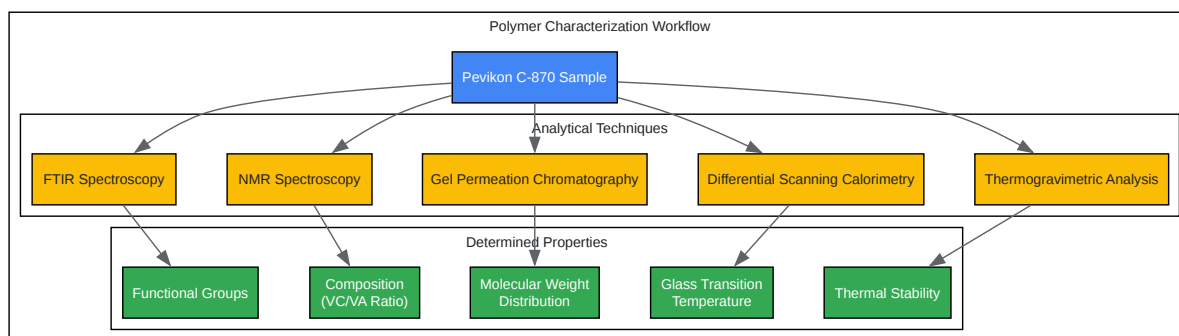 Polymer Characterization Workflow
Pevikon C-870 Sample
Analytical Techniques
FTIR Spectroscopy
NMR Spectroscopy
Gel Permeation Chromatography
Differential Scanning Calorimetry
Thermogravimetric Analysis
Determined Properties
Functional Groups
Composition
(VC/VA Ratio)
Molecular Weight
Distribution
Glass Transition
Temperature
Thermal Stability